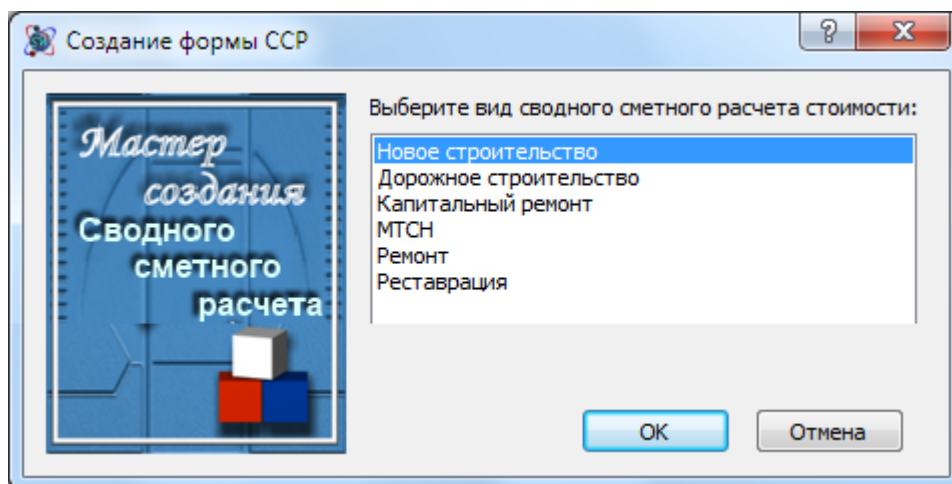 Создание формы ССР
?
Мастер
создания
Сводного
сметного
расчета
Выберите вид сводного сметного расчета стоимости:
Новое строительство
Дорожное строительство
Капитальный ремонт
МТСН
Ремонт
Реставрация
OK
Отмена